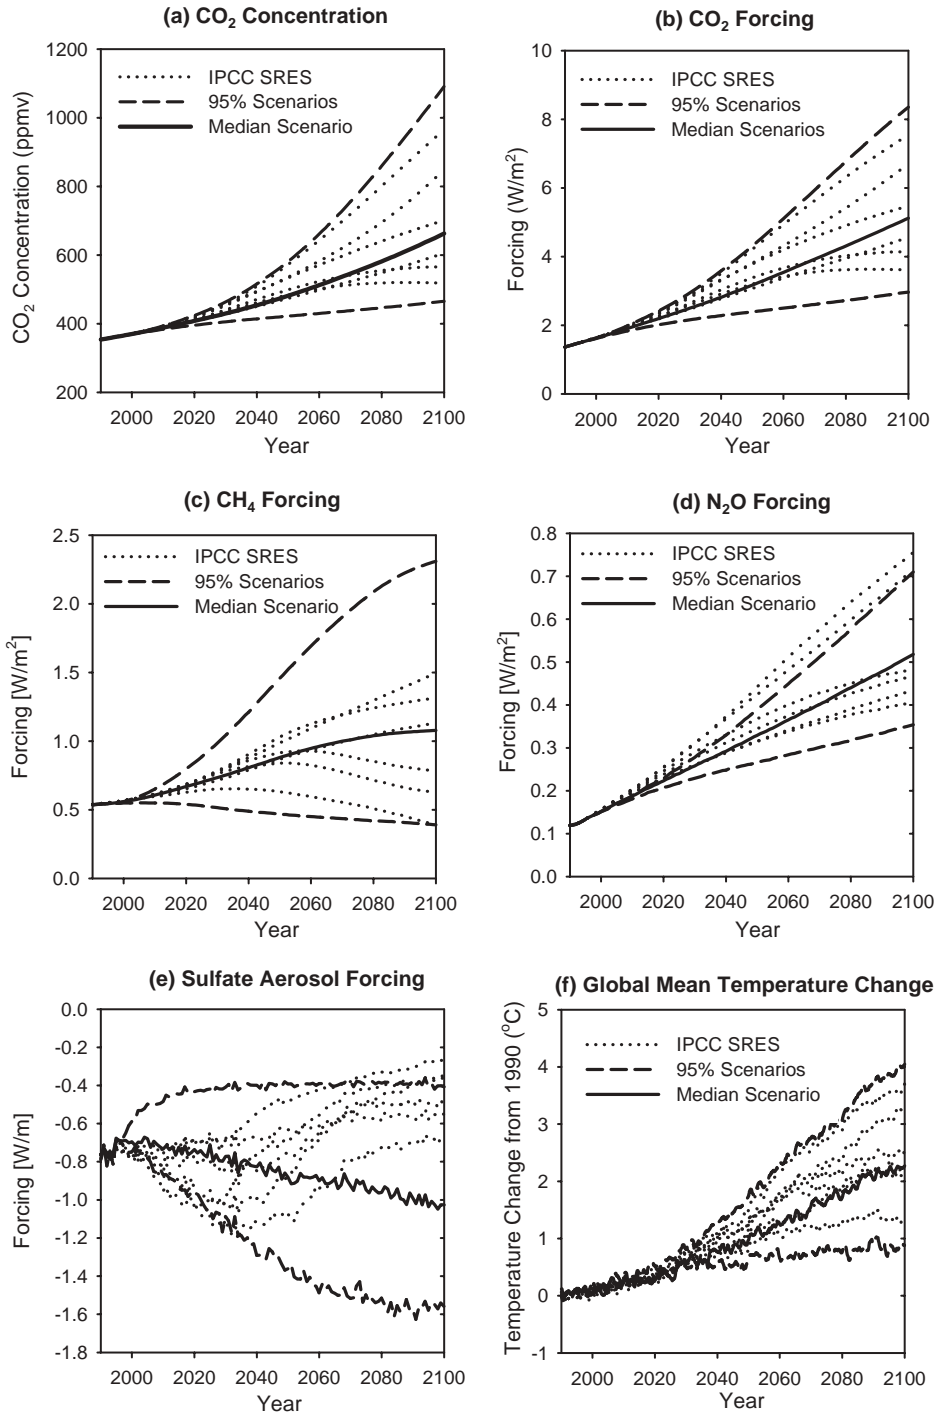 (a) CO₂ Concentration
CO₂ Concentration (ppmv)
1200
1000
800
600
400
200
IPCC SRES
95% Scenarios
Median Scenario
2000 2020 2040 2060 2080 2100
Year
(b) CO₂ Forcing
Forcing (W/m²)
10
8
6
4
2
0
IPCC SRES
95% Scenarios
Median Scenarios
2000 2020 2040 2060 2080 2100
Year
(c) CH₄ Forcing
Forcing [W/m²]
2.5
2.0
1.5
1.0
0.5
0.0
IPCC SRES
95% Scenarios
Median Scenario
2000 2020 2040 2060 2080 2100
Year
(d) N₂O Forcing
Forcing [W/m²]
0.8
0.7
0.6
0.5
0.4
0.3
0.2
0.1
0.0
IPCC SRES
95% Scenarios
Median Scenario
2000 2020 2040 2060 2080 2100
Year
(e) Sulfate Aerosol Forcing
Forcing [W/m]
0.0
-0.2
-0.4
-0.6
-0.8
-1.0
-1.2
-1.4
-1.6
-1.8
2000 2020 2040 2060 2080 2100
Year
(f) Global Mean Temperature Change
Temperature Change from 1990 (°C)
5
4
3
2
1
0
-1
IPCC SRES
95% Scenarios
Median Scenario
2000 2020 2040 2060 2080 2100
Year